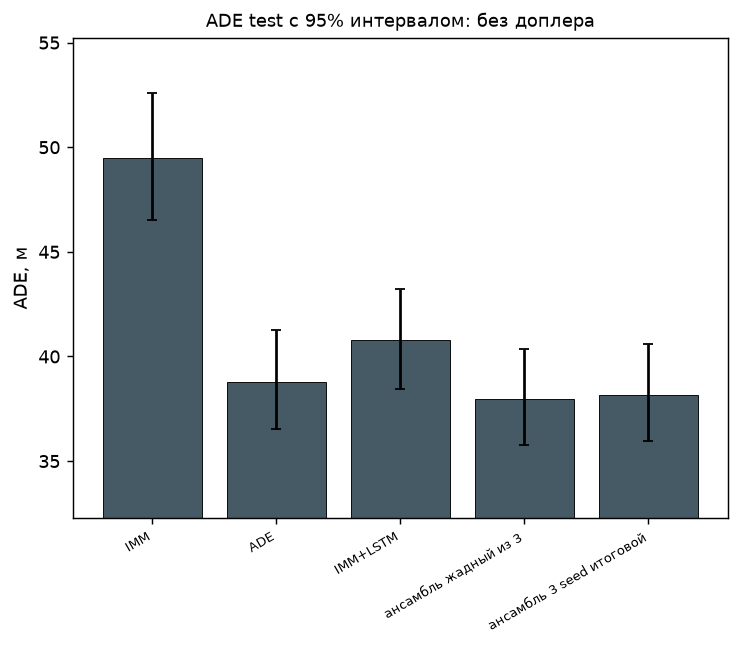 ADE test с 95% интервалом: без доплера
55
50
45
40
35
ADE, м
IMM
ADE
IMM+LSTM
ансамбль жадный из 3
ансамбль 3 seed итоговой